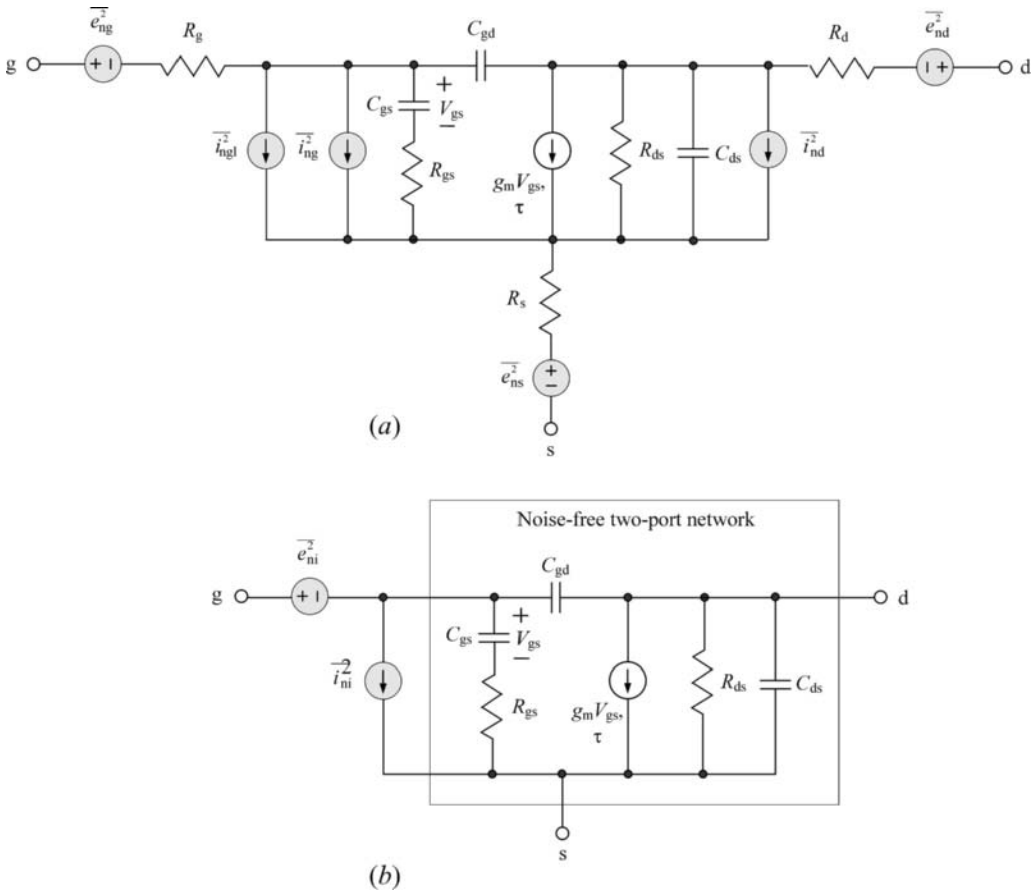 e²ng
Rg
Cgd
Rd
e²nd
g
d
Cgs
+
Vgs
−
i²ngl
i²ng
Rgs
gmVgs,
τ
Rds
Cds
i²nd
Rs
e²ns
s
(a)
Noise-free two-port network
e²ni
Cgd
g
d
Cgs
+
Vgs
−
i²ni
Rgs
gmVgs,
τ
Rds
Cds
s
(b)